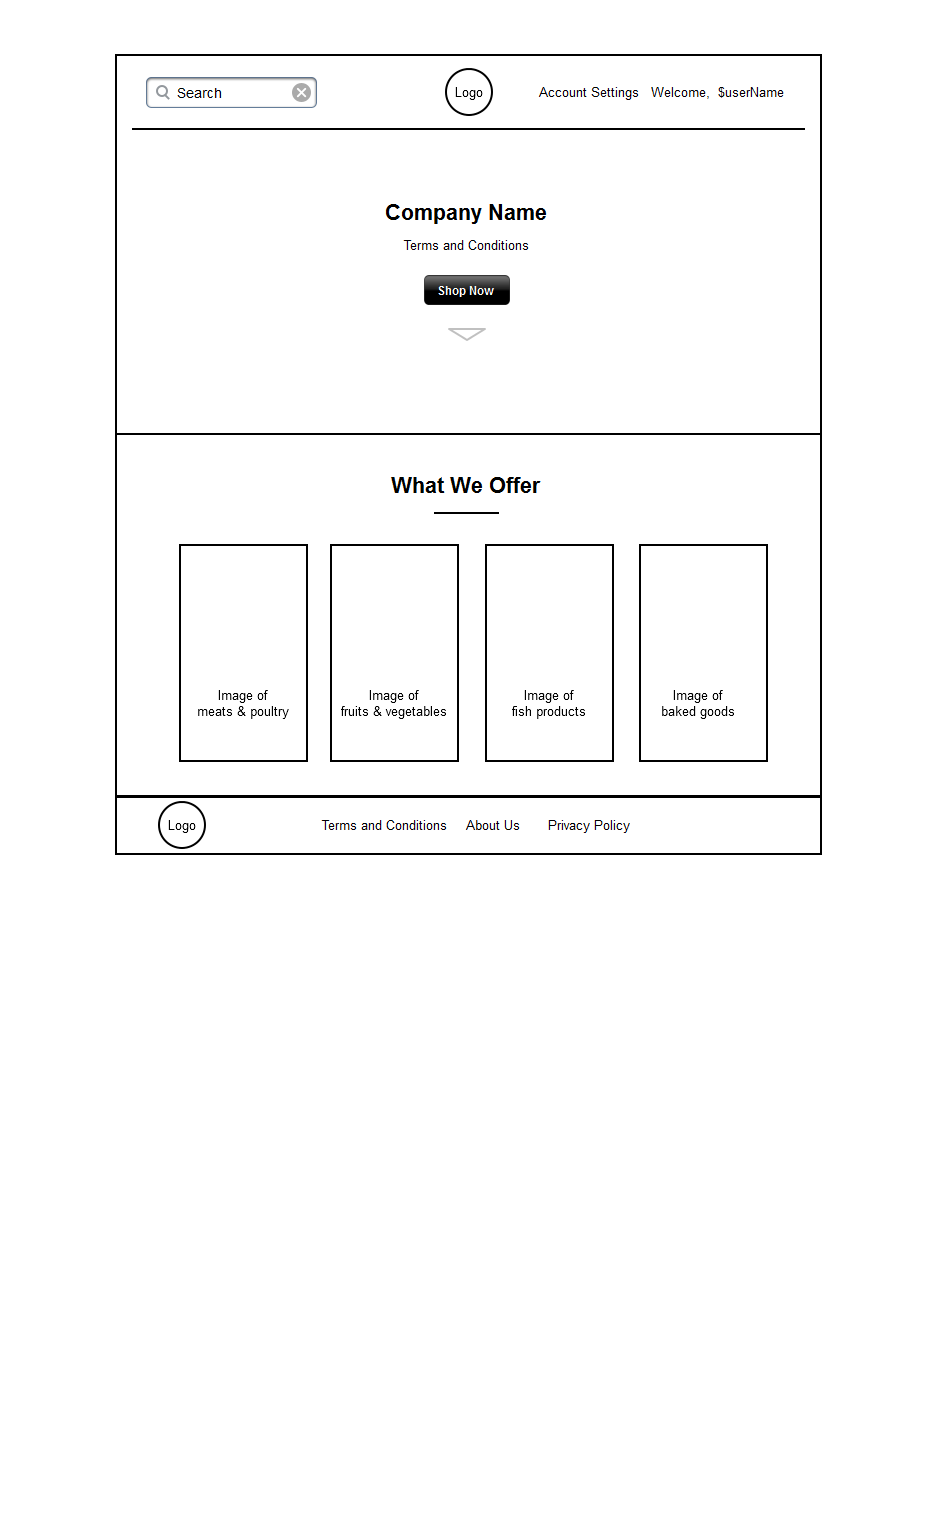 Search
Logo
Account Settings Welcome, $userName
Company Name
Terms and Conditions
Shop Now
What We Offer
Image of
meats & poultry
Image of
fruits & vegetables
Image of
fish products
Image of
baked goods
Logo
Terms and Conditions About Us Privacy Policy